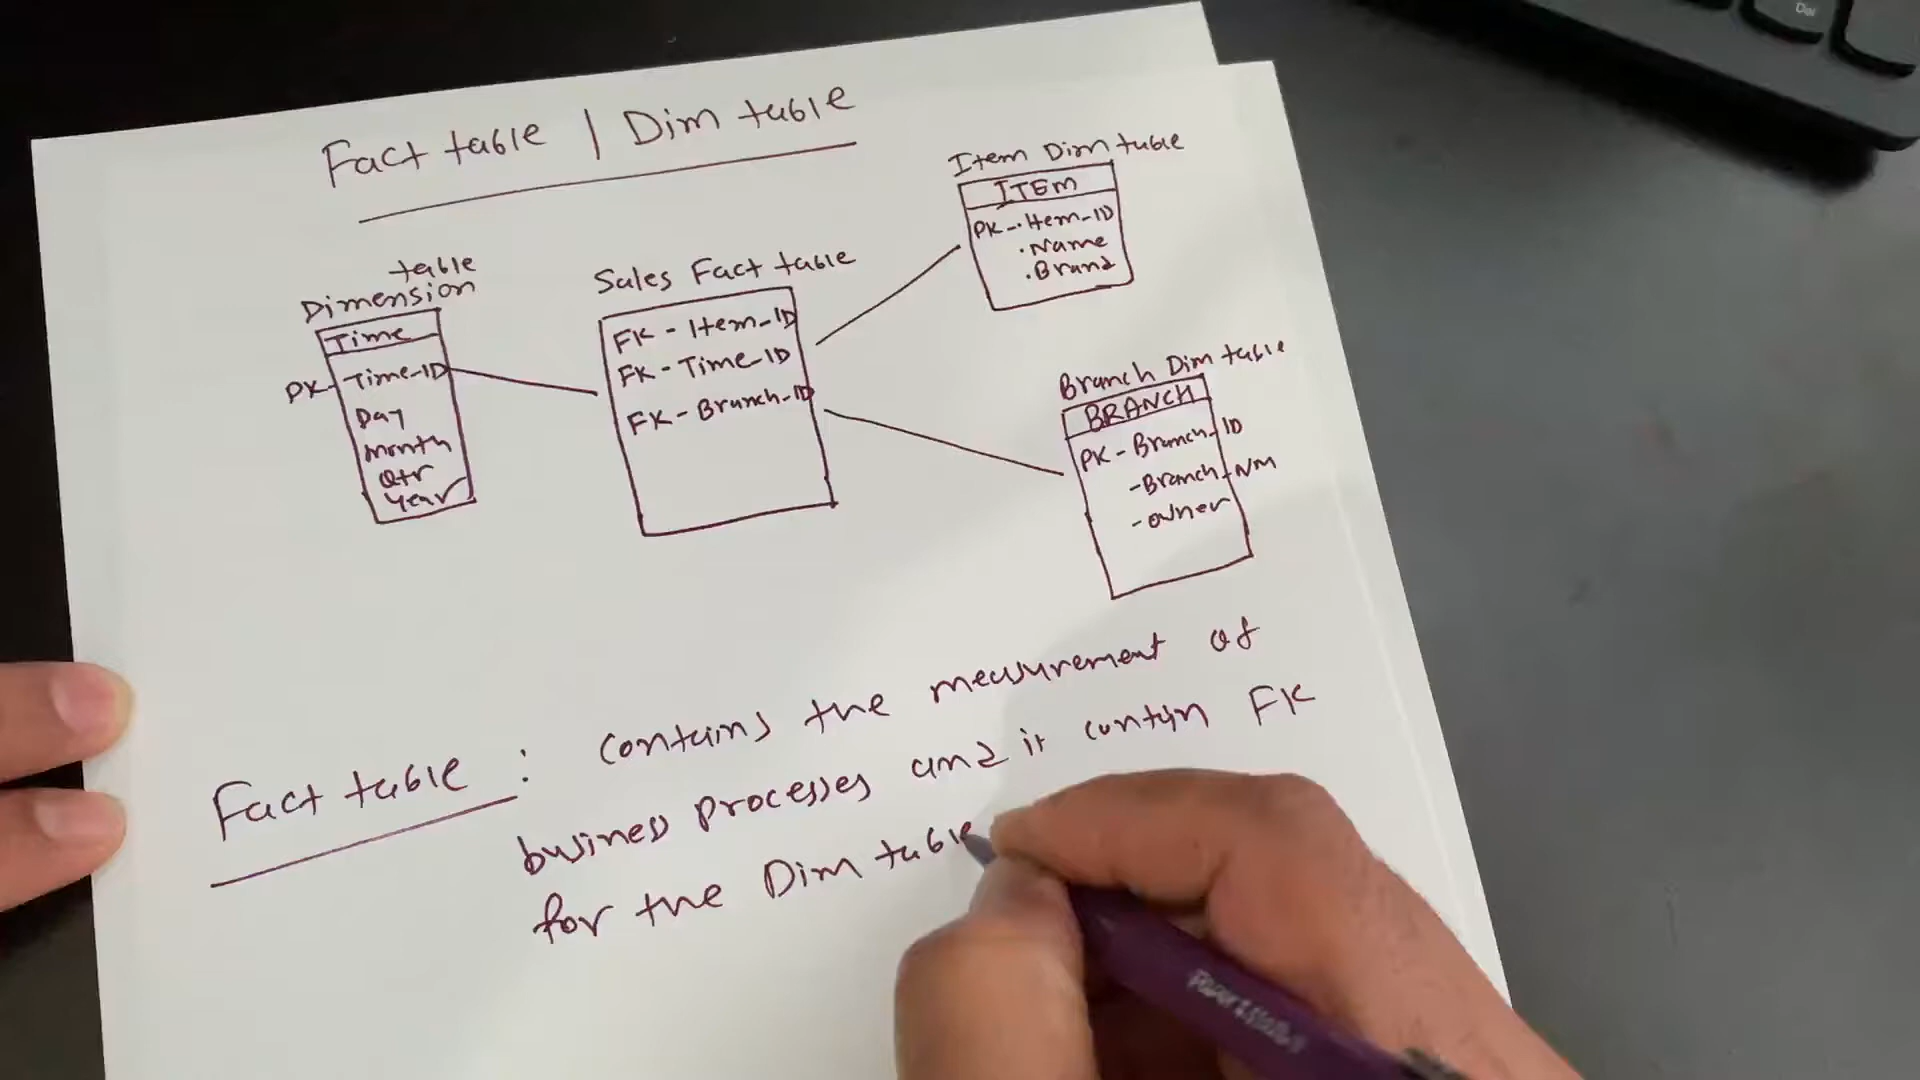 Fact table | Dim table
Item Dim table
ITEM
PK-.Item-ID
.Name
.Brand
table
Dimension
Time
PK-Time-ID
Day
Month
Qtr
Year
Sales Fact table
FK - Item-ID
FK - Time-ID
FK - Branch-ID
Branch Dim table
BRANCH
PK - Branch-ID
-Branch-NM
-owner
Fact table : contains the measurement of
business processes and it contain FK
for the Dim table